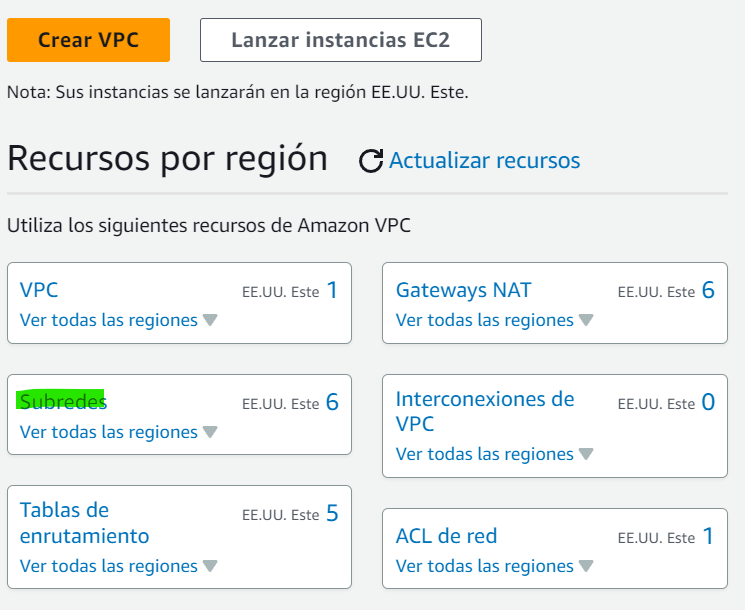 Crear VPC
Lanzar instancias EC2
Nota: Sus instancias se lanzarán en la región EE.UU. Este.
Recursos por región
Actualizar recursos
Utiliza los siguientes recursos de Amazon VPC
VPC EE.UU. Este 1
Ver todas las regiones
Gateways NAT EE.UU. Este 6
Ver todas las regiones
Subredes EE.UU. Este 6
Ver todas las regiones
Interconexiones de EE.UU. Este 0
VPC
Ver todas las regiones
Tablas de EE.UU. Este 5
enrutamiento
Ver todas las regiones
ACL de red EE.UU. Este 1
Ver todas las regiones